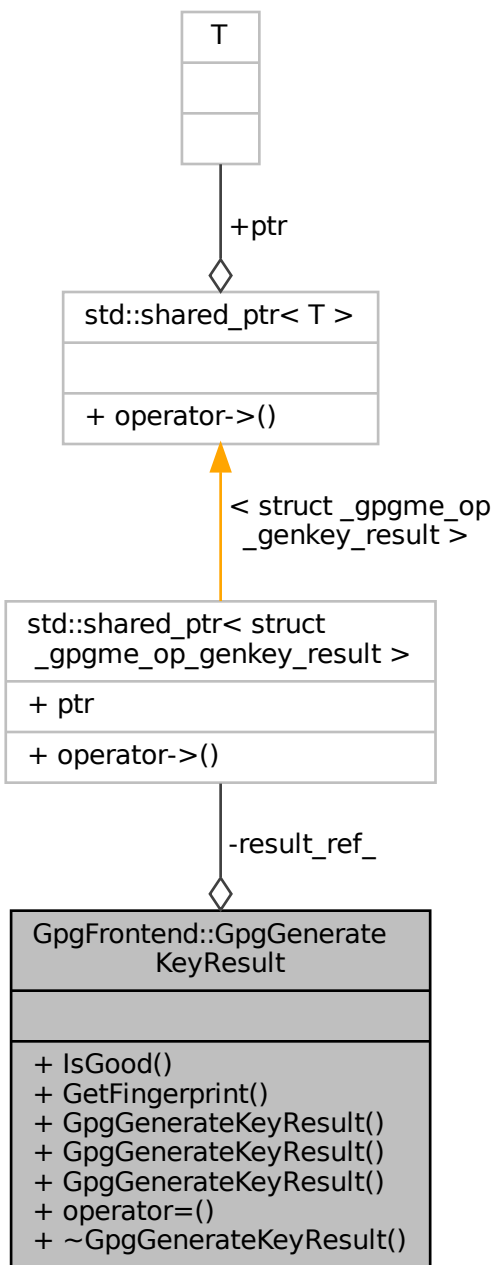 T
+ptr
std::shared_ptr< T >
+ operator->()
< struct _gpgme_op
_genkey_result >
std::shared_ptr< struct
_gpgme_op_genkey_result >
+ ptr
+ operator->()
-result_ref_
GpgFrontend::GpgGenerate
KeyResult
+ IsGood()
+ GetFingerprint()
+ GpgGenerateKeyResult()
+ GpgGenerateKeyResult()
+ GpgGenerateKeyResult()
+ operator=()
+ ~GpgGenerateKeyResult()